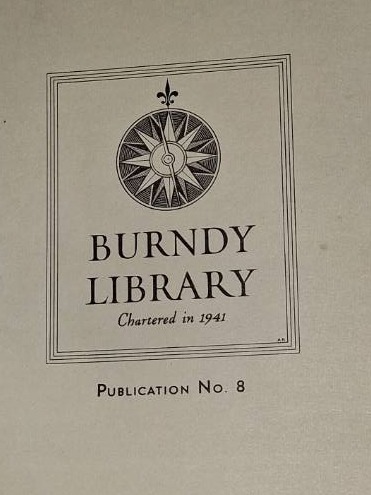 BURNDY
LIBRARY
Chartered in 1941
PUBLICATION NO. 8